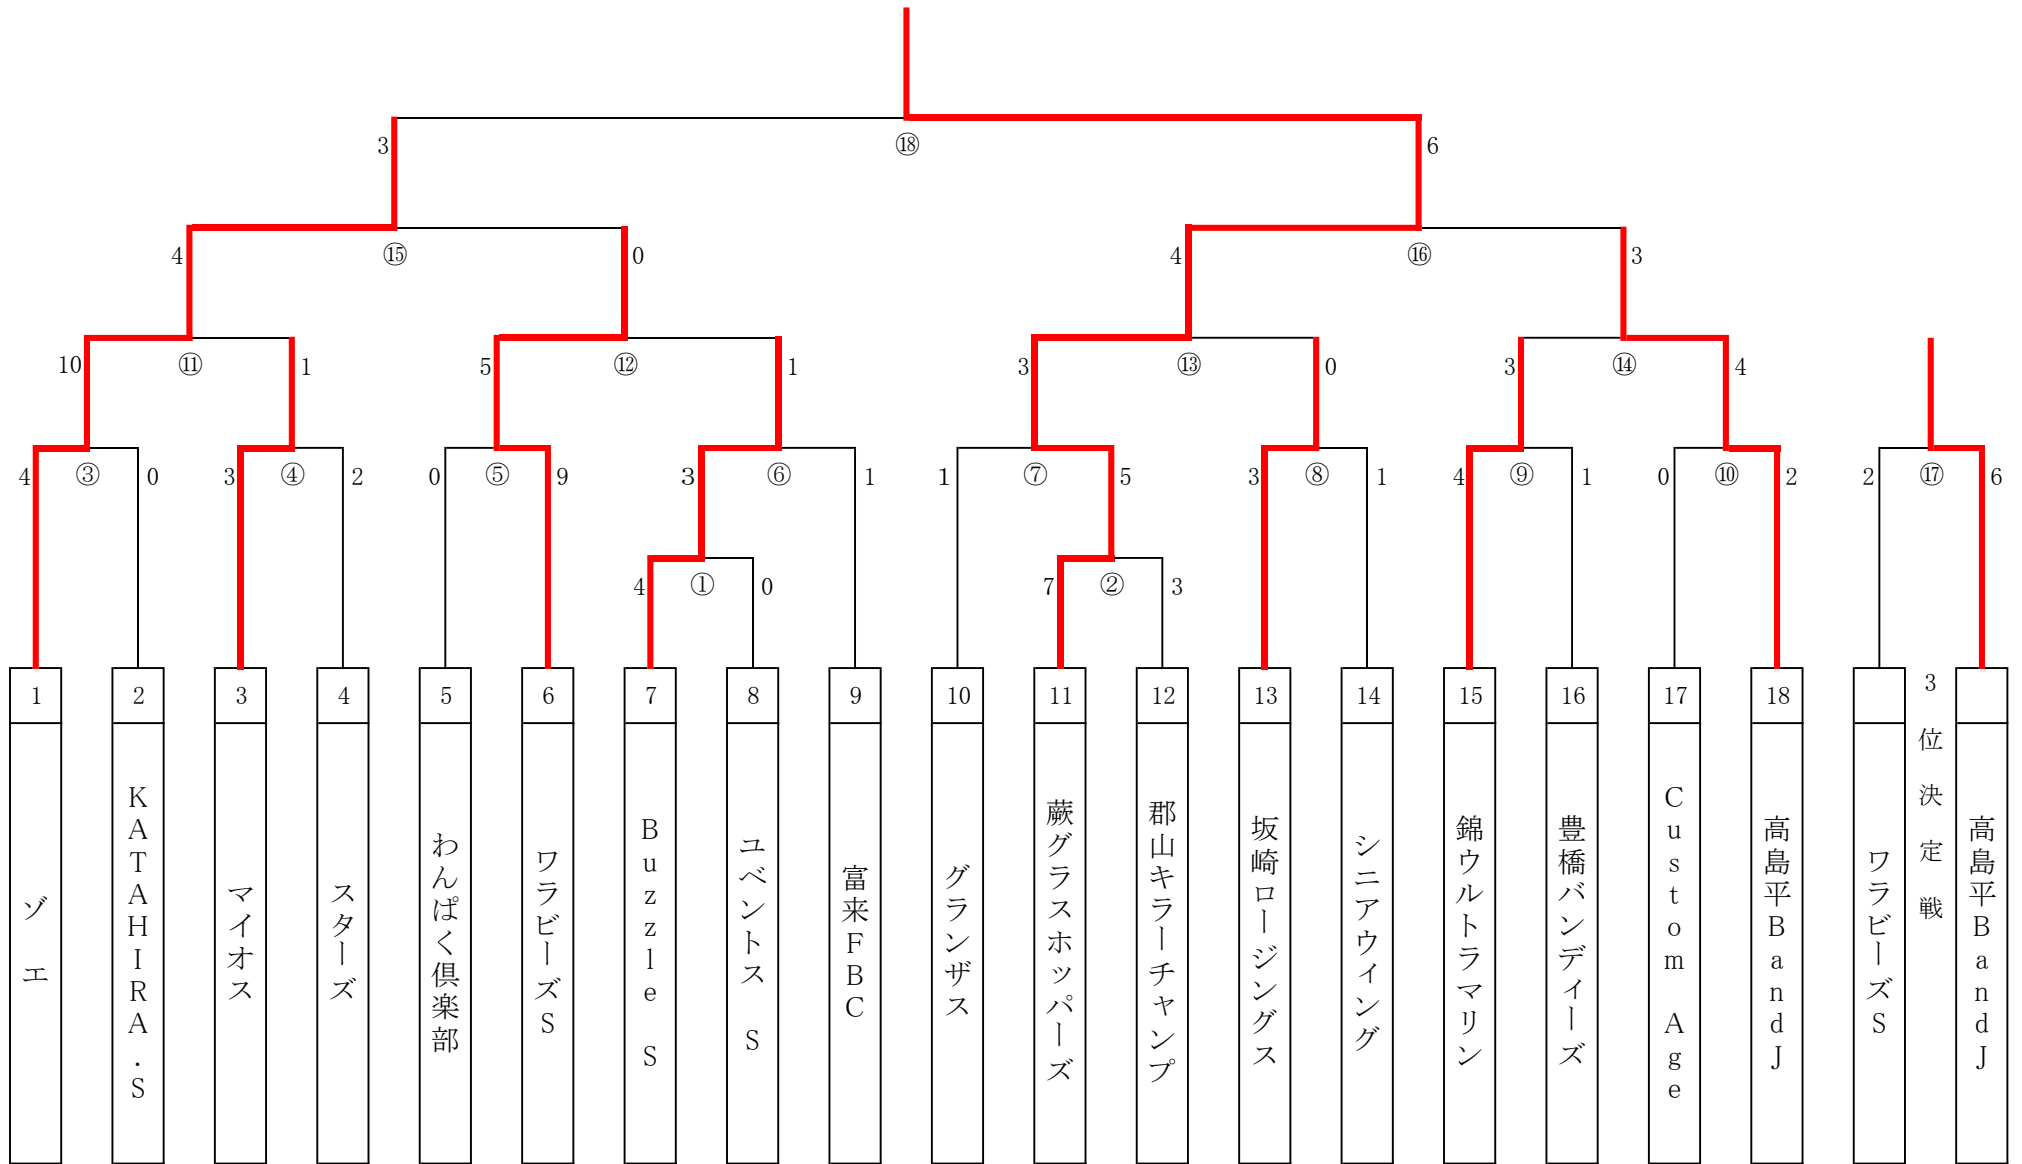 3 ⑱ 6
4 ⑮ 0 4 ⑯ 3
10 ⑪ 1 5 ⑫ 1 3 ⑬ 0 3 ⑭ 4
4 ③ 0 3 ④ 2 0 ⑤ 9 3 ⑥ 1 1 ⑦ 5 3 ⑧ 1 4 ⑨ 1 0 ⑩ 2 2 ⑰ 6
4 ① 0 7 ② 3
1 2 3 4 5 6 7 8 9 10 11 12 13 14 15 16 17 18
ゾエ
KATAHIRA.S
マイオス
スターズ
わんぱく倶楽部
ワラビーズS
Buzzle S
ユベントス S
富来FBC
グランザス
蕨グラスホッパーズ
郡山キラーチャンプ
坂崎ロージングス
シニアウィング
錦ウルトラマリン
豊橋バンディーズ
Custom Age
高島平BandJ
ワラビーズS
3位決定戦
高島平BandJ